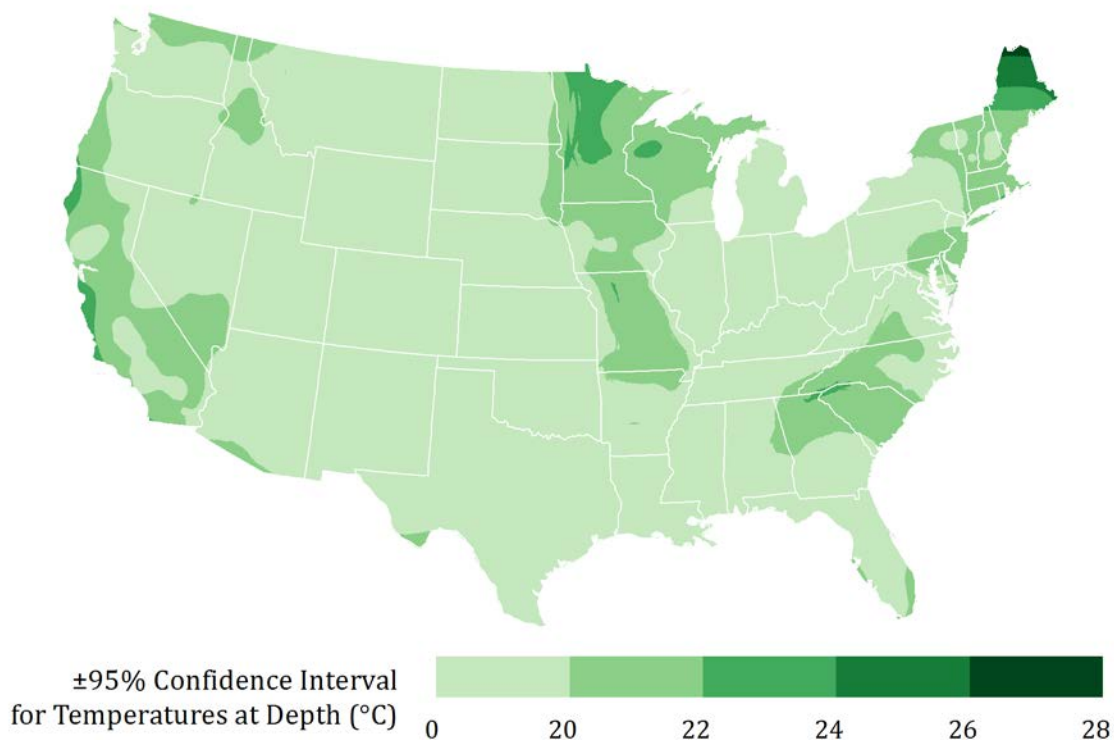 ±95% Confidence Interval
for Temperatures at Depth (°C)
0 20 22 24 26 28